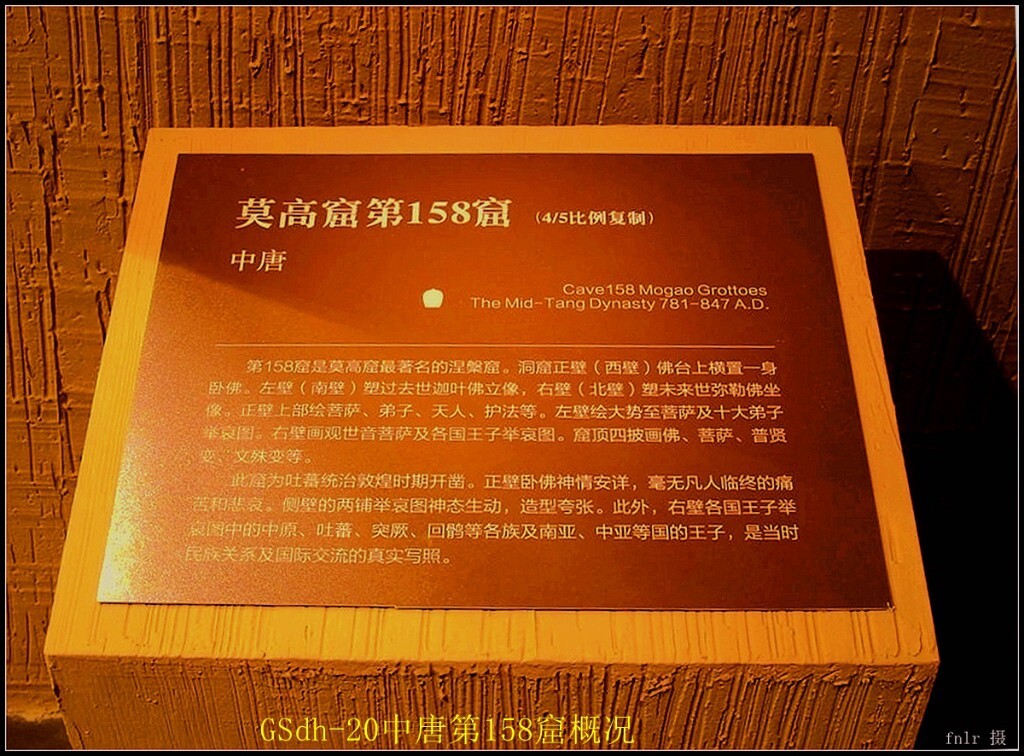 莫高窟第158窟 （4/5比例复制）
中唐
Cave158 Mogao Grottoes
The Mid-Tang Dynasty 781-847 A.D.
第158窟是莫高窟最著名的涅槃窟。洞窟正壁（西壁）佛台上横置一身
卧佛。左壁（南壁）塑过去世迦叶佛立像，右壁（北壁）塑未来世弥勒佛坐
像。正壁上部绘菩萨、弟子、天人、护法等。左壁绘大势至菩萨及十大弟子
举哀图。右壁画观世音菩萨及各国王子举哀图。窟顶四披画佛、菩萨、普贤
变、文殊变等。
此窟为吐蕃统治敦煌时期开凿。正壁卧佛神情安详，毫无凡人临终的痛
苦和悲哀。侧壁的两铺举哀图神态生动，造型夸张。此外，右壁各国王子举
哀图中的中原、吐蕃、突厥、回鹘等各族及南亚、中亚等国的王子，是当时
民族关系及国际交流的真实写照。
GSdh-20中唐第158窟概况
fnlr 摄